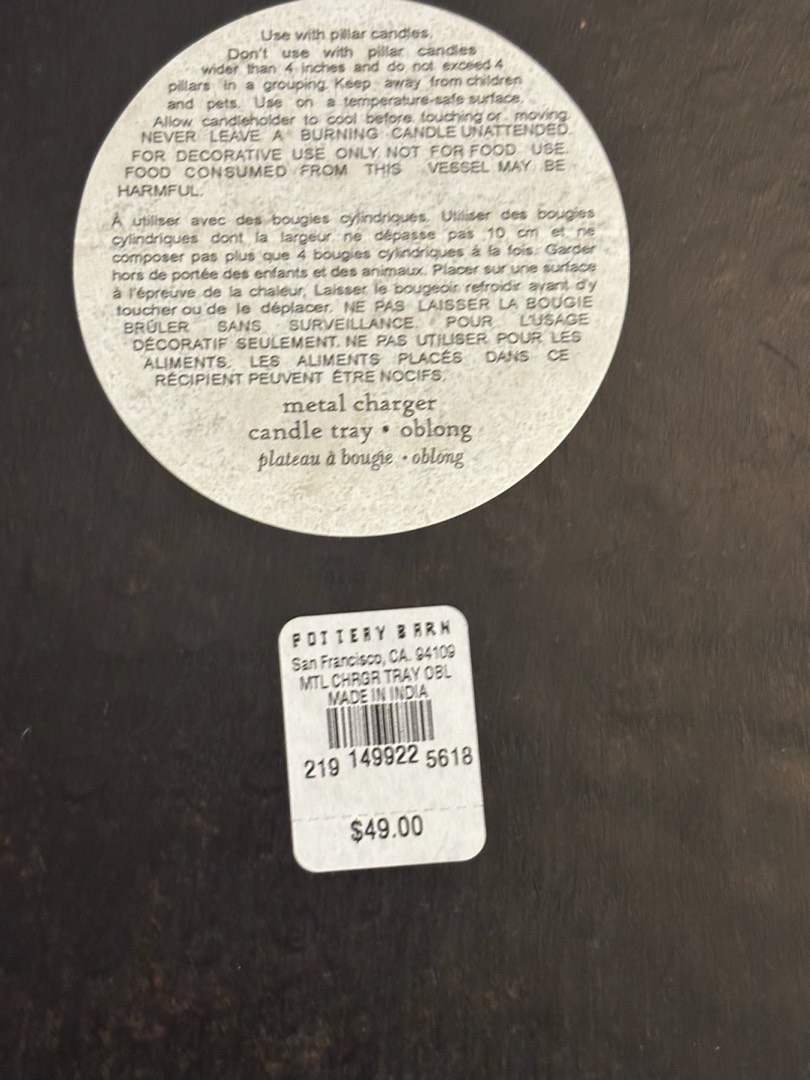 Use with pillar candles.
Don't use with pillar candles
wider than 4 inches and do not exceed 4
pillars in a grouping. Keep away from children
and pets. Use on a temperature-safe surface.
Allow candleholder to cool before touching or moving.
NEVER LEAVE A BURNING CANDLE UNATTENDED.
FOR DECORATIVE USE ONLY. NOT FOR FOOD USE.
FOOD CONSUMED FROM THIS VESSEL MAY BE
HARMFUL.
À utiliser avec des bougies cylindriques. Utiliser des bougies
cylindriques dont la largeur ne dépasse pas 10 cm et ne
composer pas plus que 4 bougies cylindriques à la fois. Garder
hors de portée des enfants et des animaux. Placer sur une surface
à l'épreuve de la chaleur. Laisser le bougeoir refroidir avant d'y
toucher ou de le déplacer. NE PAS LAISSER LA BOUGIE
BRÛLER SANS SURVEILLANCE. POUR L'USAGE
DÉCORATIF SEULEMENT. NE PAS UTILISER POUR LES
ALIMENTS. LES ALIMENTS PLACÉS DANS CE
RÉCIPIENT PEUVENT ÊTRE NOCIFS.
metal charger
candle tray • oblong
plateau à bougie • oblong
POTTERY BARN
San Francisco, CA. 94109
MTL CHRGR TRAY OBL
MADE IN INDIA
219 149922 5618
$49.00